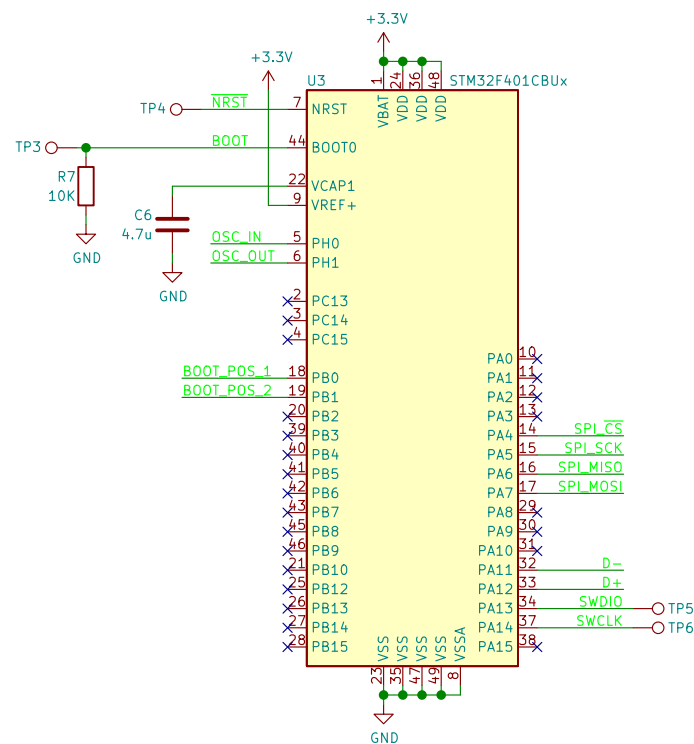 +3.3V
+3.3V
U3
STM32F401CBUx
1
24
36
48
VBAT
VDD
VDD
VDD
TP4
NRST
7
NRST
TP3
BOOT
44
BOOT0
R7
10K
GND
22
VCAP1
9
VREF+
C6
4.7u
GND
OSC_IN
5
PH0
OSC_OUT
6
PH1
2
PC13
3
PC14
4
PC15
BOOT_POS_1
18
PB0
BOOT_POS_2
19
PB1
20
PB2
39
PB3
40
PB4
41
PB5
42
PB6
43
PB7
45
PB8
46
PB9
21
PB10
25
PB12
26
PB13
27
PB14
28
PB15
PA0
10
PA1
11
PA2
12
PA3
13
PA4
14
SPI_CS
PA5
15
SPI_SCK
PA6
16
SPI_MISO
PA7
17
SPI_MOSI
PA8
29
PA9
30
PA10
31
PA11
32
D-
PA12
33
D+
PA13
34
SWDIO
TP5
PA14
37
SWCLK
TP6
PA15
38
VSS
VSS
VSS
VSS
VSSA
23
35
47
49
8
GND